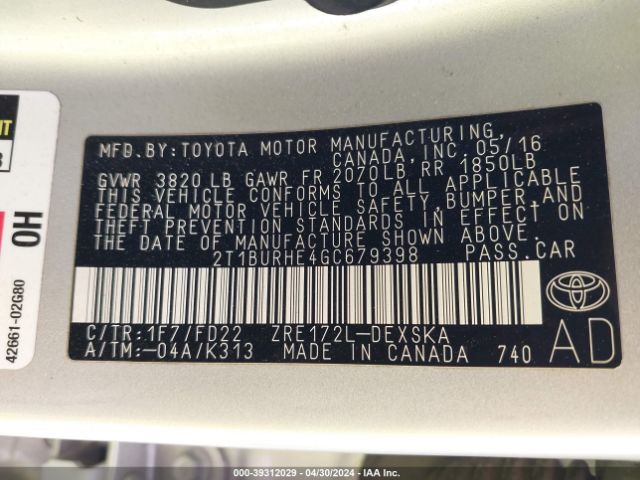 MFD.BY:TOYOTA MOTOR MANUFACTURING,
CANADA, INC. 05/16
GVWR 3820 LB GAWR FR 2070LB RR 1850LB
THIS VEHICLE CONFORMS TO ALL APPLICABLE
FEDERAL MOTOR VEHICLE SAFETY,BUMPER,AND
THEFT PREVENTION STANDARDS IN EFFECT ON
THE DATE OF MANUFACTURE SHOWN ABOVE.
2T1BURHE4GC679398 PASS.CAR
C/TR:1F7/FD22 ZRE172L-DEXSKA
A/TM:-04A/K313 MADE IN CANADA 740
AD
OH
42661-02G80
000-39312029 - 04/30/2024 - IAAI.COM